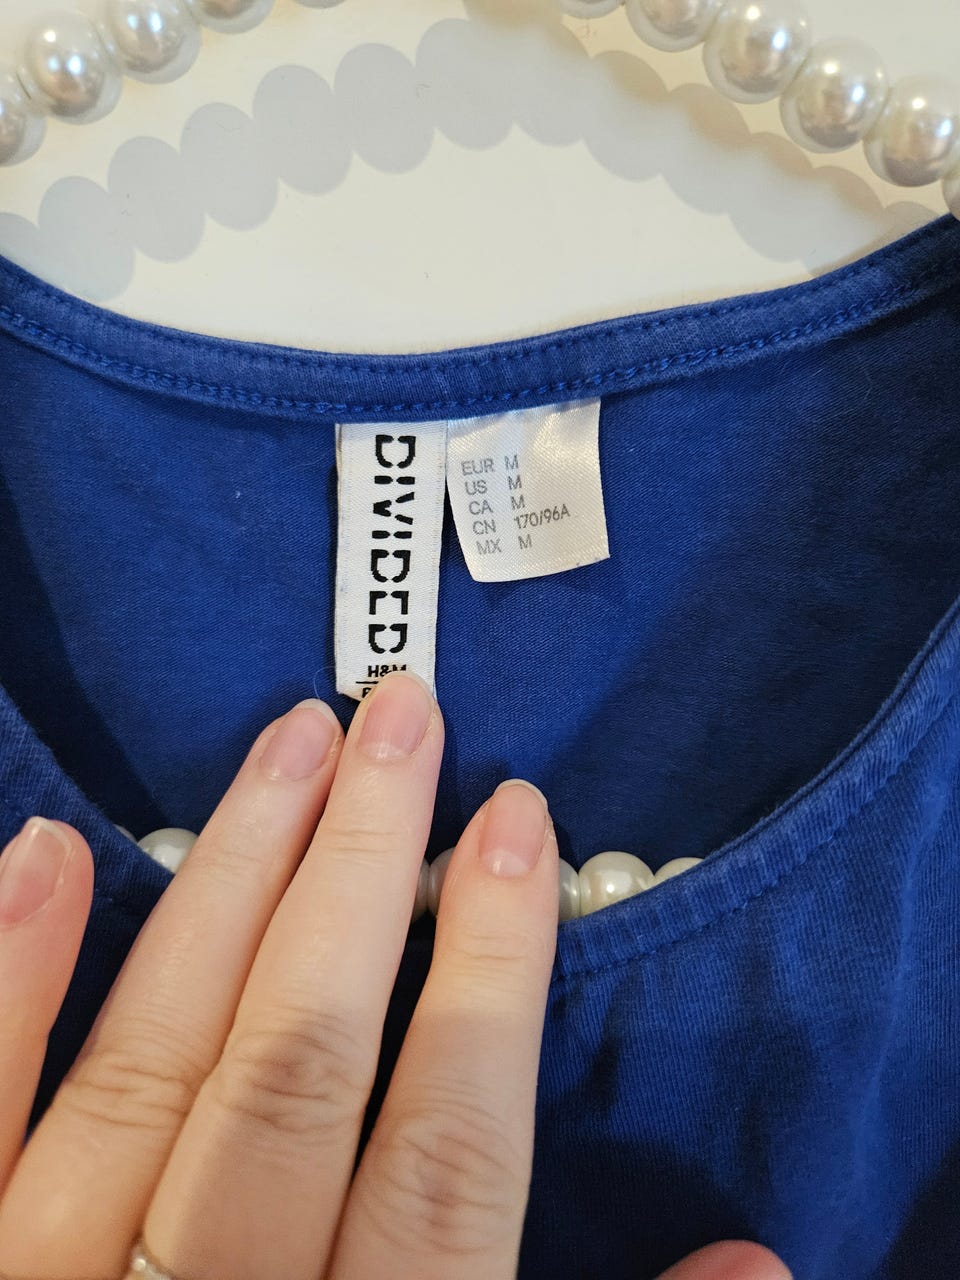 DIVIDED
H&M
EUR M
US M
CA M
CN 170/96A
MX M